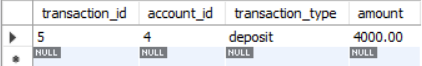 transaction_id account_id transaction_type amount
5 4 deposit 4000.00
NULL NULL NULL NULL